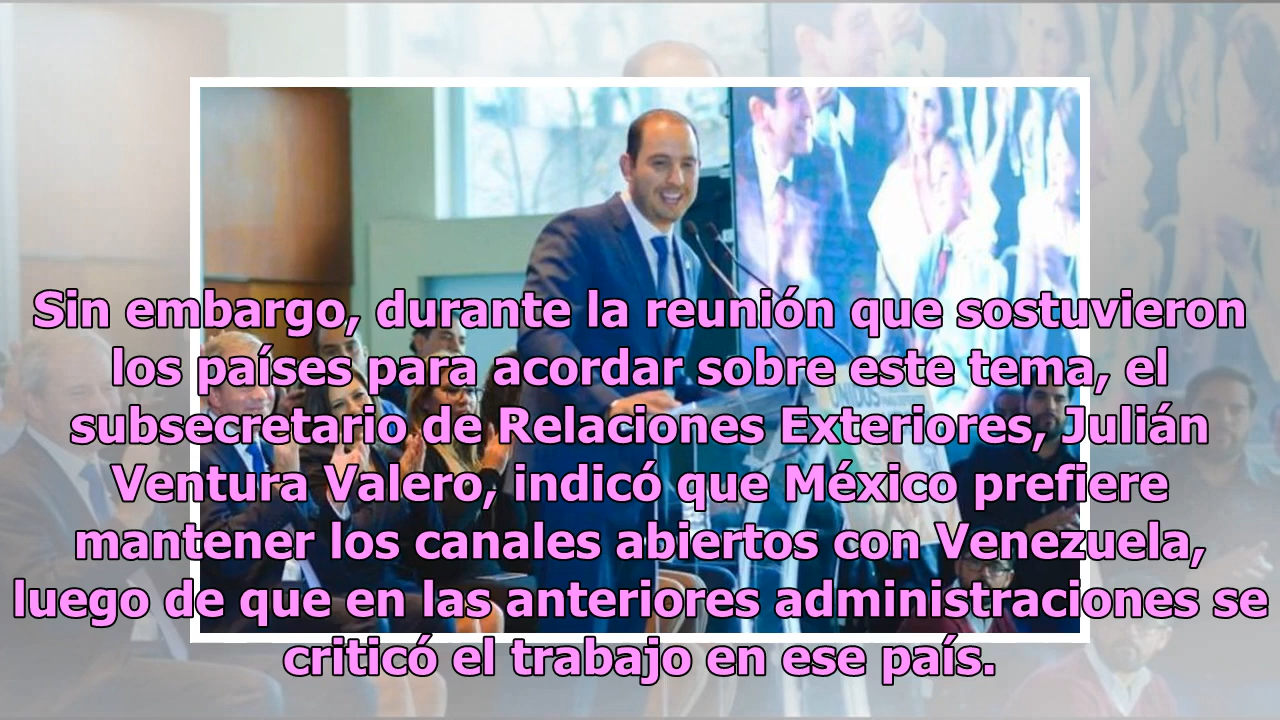 Sin embargo, durante la reunión que sostuvieron
los países para acordar sobre este tema, el
subsecretario de Relaciones Exteriores, Julián
Ventura Valero, indicó que México prefiere
mantener los canales abiertos con Venezuela,
luego de que en las anteriores administraciones se
criticó el trabajo en ese país.